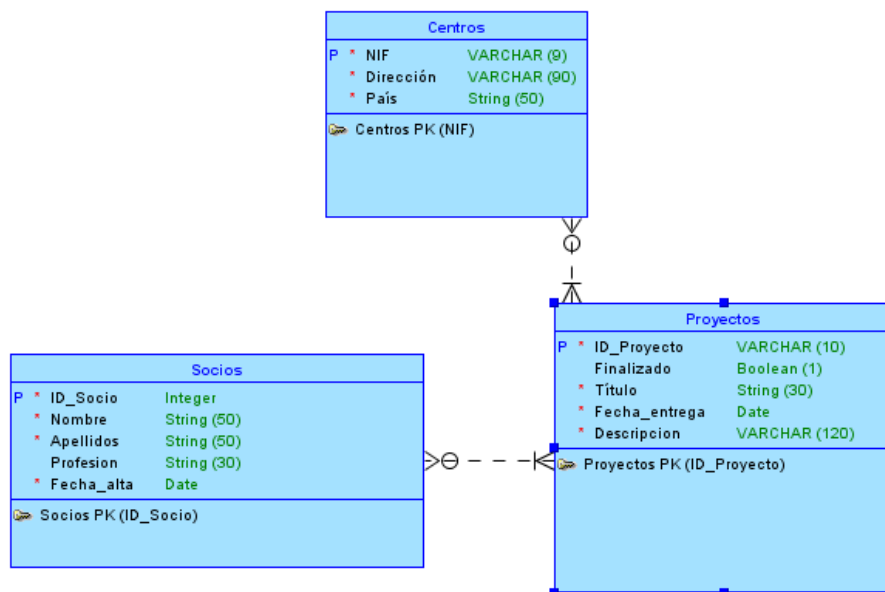 Centros
P * NIF VARCHAR (9)
* Dirección VARCHAR (90)
* País String (50)
Centros PK (NIF)
Proyectos
P * ID_Proyecto VARCHAR (10)
Finalizado Boolean (1)
* Título String (30)
* Fecha_entrega Date
* Descripcion VARCHAR (120)
Proyectos PK (ID_Proyecto)
Socios
P * ID_Socio Integer
* Nombre String (50)
* Apellidos String (50)
Profesion String (30)
* Fecha_alta Date
Socios PK (ID_Socio)